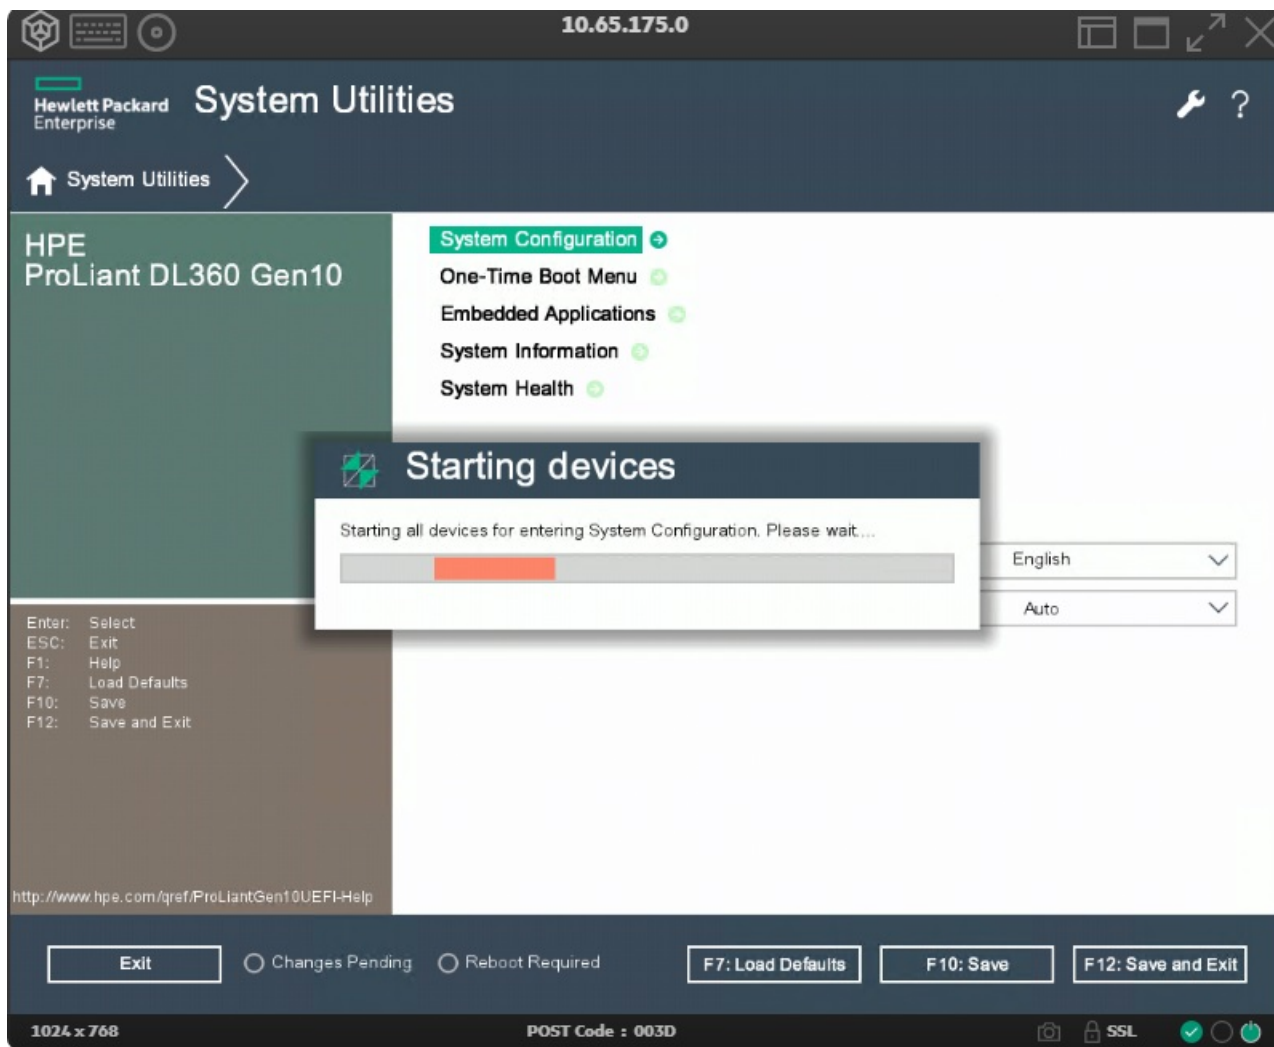 10.65.175.0
Hewlett Packard
Enterprise
System Utilities
?
System Utilities
HPE
ProLiant DL360 Gen10
System Configuration
One-Time Boot Menu
Embedded Applications
System Information
System Health
Starting devices
Starting all devices for entering System Configuration. Please wait....
English
Auto
Enter: Select
ESC: Exit
F1: Help
F7: Load Defaults
F10: Save
F12: Save and Exit
http://www.hpe.com/qref/ProLiantGen10UEFI-Help
Exit
Changes Pending
Reboot Required
F7: Load Defaults
F10: Save
F12: Save and Exit
1024 x 768
POST Code : 003D
SSL